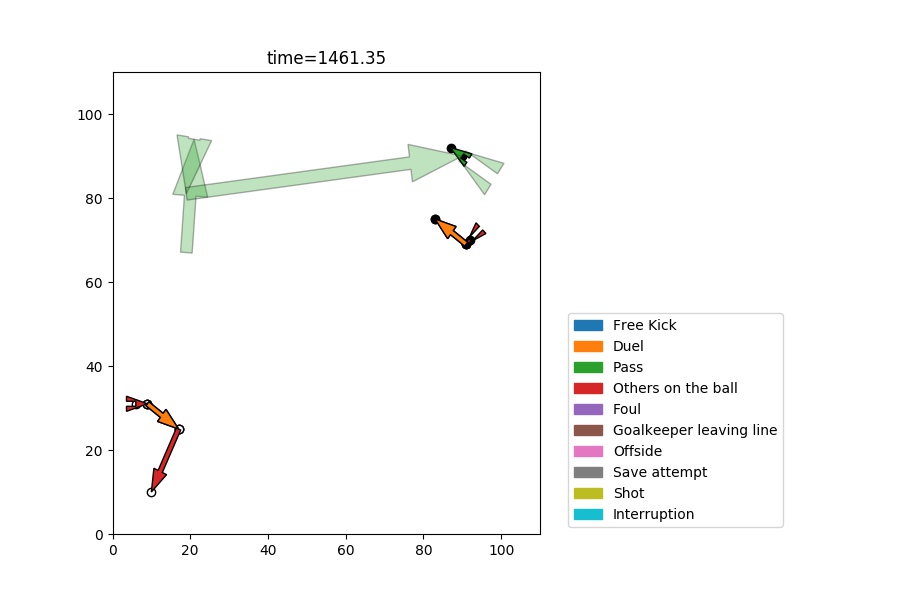 time=1461.35
100
80
60
40
20
0
0 20 40 60 80 100
Free Kick
Duel
Pass
Others on the ball
Foul
Goalkeeper leaving line
Offside
Save attempt
Shot
Interruption